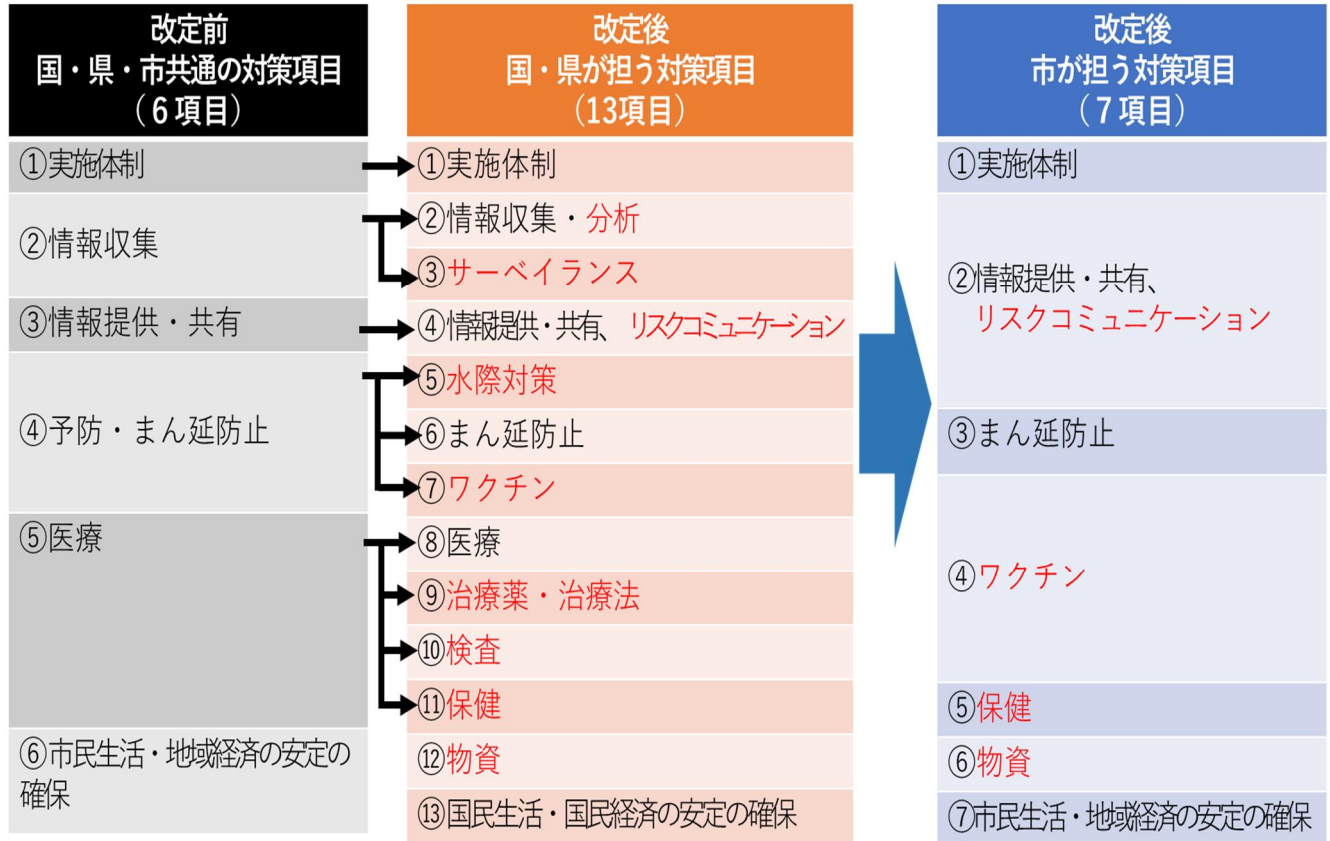 改定前
国・県・市共通の対策項目
（６項目）
①実施体制
②情報収集
③情報提供・共有
④予防・まん延防止
⑤医療
⑥市民生活・地域経済の安定の
確保
改定後
国・県が担う対策項目
（13項目）
①実施体制
②情報収集・分析
③サーベイランス
④情報提供・共有、リスクコミュニケーション
⑤水際対策
⑥まん延防止
⑦ワクチン
⑧医療
⑨治療薬・治療法
⑩検査
⑪保健
⑫物資
⑬国民生活・国民経済の安定の確保
改定後
市が担う対策項目
（７項目）
①実施体制
②情報提供・共有、
リスクコミュニケーション
③まん延防止
④ワクチン
⑤保健
⑥物資
⑦市民生活・地域経済の安定の確保